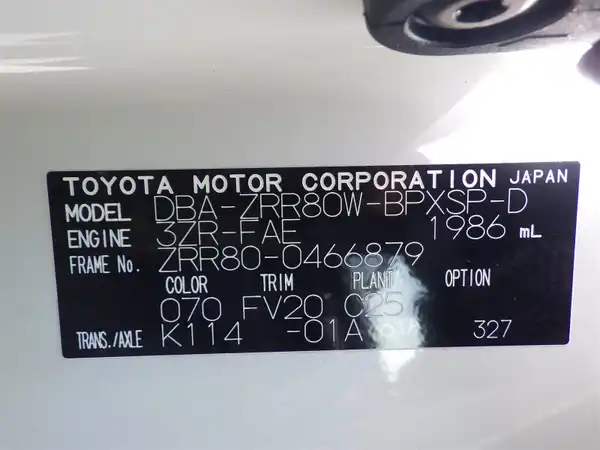 TOYOTA MOTOR CORPORATION JAPAN
MODEL DBA-ZRR80W-BPXSP-D
ENGINE 3ZR-FAE 1986 mL
FRAME No. ZRR80-0466879
COLOR TRIM PLANT OPTION
070 FV20 C25
TRANS./AXLE K114 -01A 327